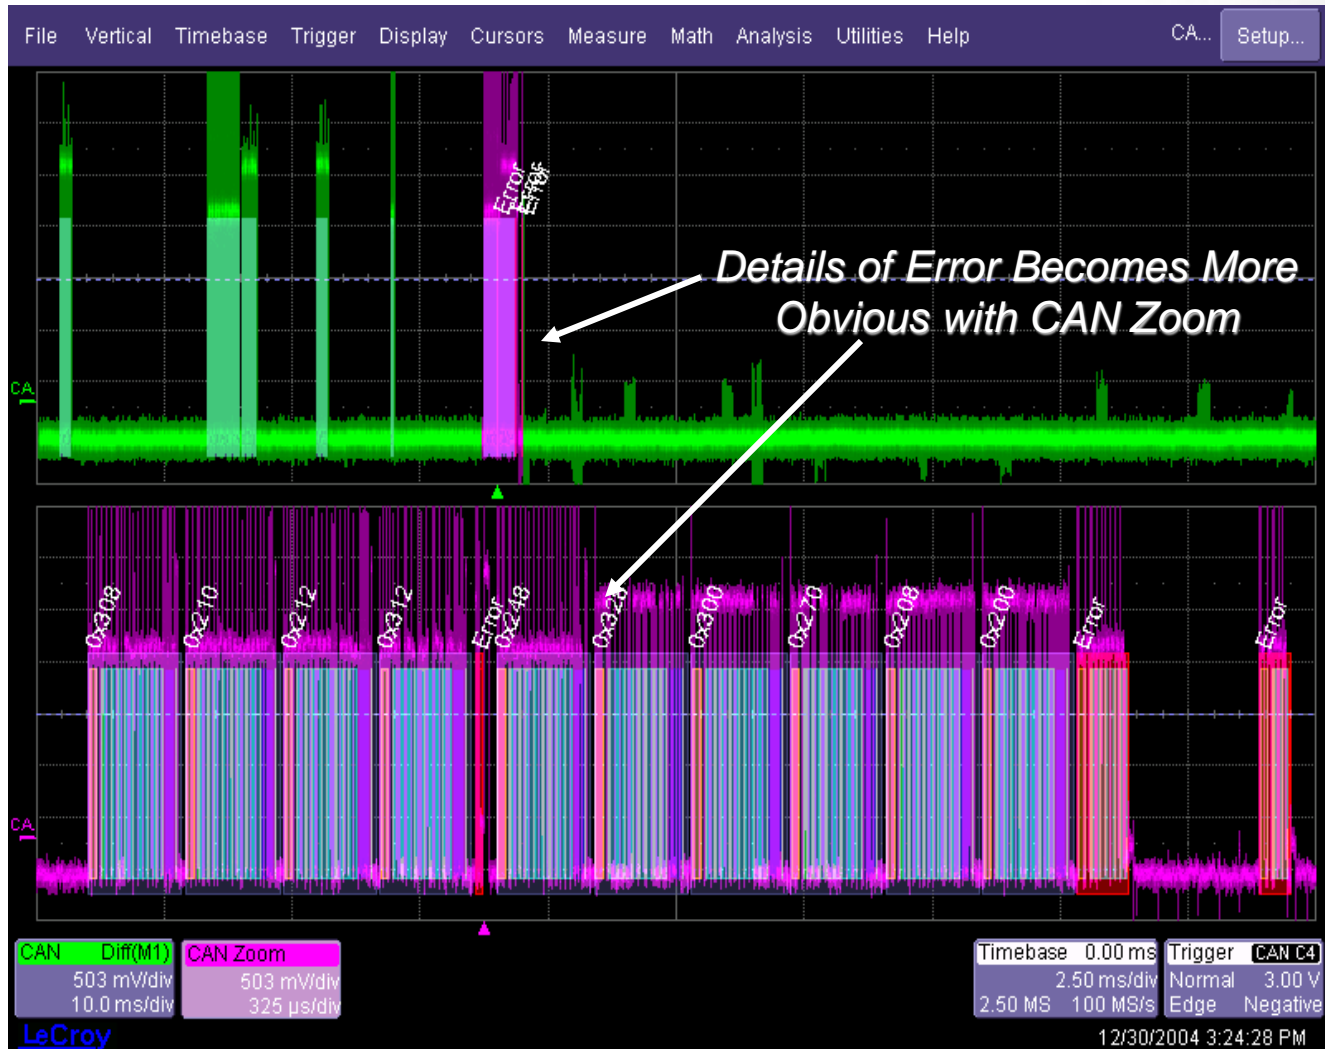 File Vertical Timebase Trigger Display Cursors Measure Math Analysis Utilities Help CA... Setup...
Error
Error
Error
Details of Error Becomes More
Obvious with CAN Zoom
CA
0x308
0x210
0x212
0x312
Error
0x248
0x328
0x300
0x270
0x208
0x200
Error
Error
CA
CAN Diff(M1)
503 mV/div
10.0 ms/div
CAN Zoom
503 mV/div
325 µs/div
Timebase 0.00 ms
2.50 ms/div
2.50 MS 100 MS/s
Trigger CAN C4
Normal 3.00 V
Edge Negative
LeCroy
12/30/2004 3:24:28 PM